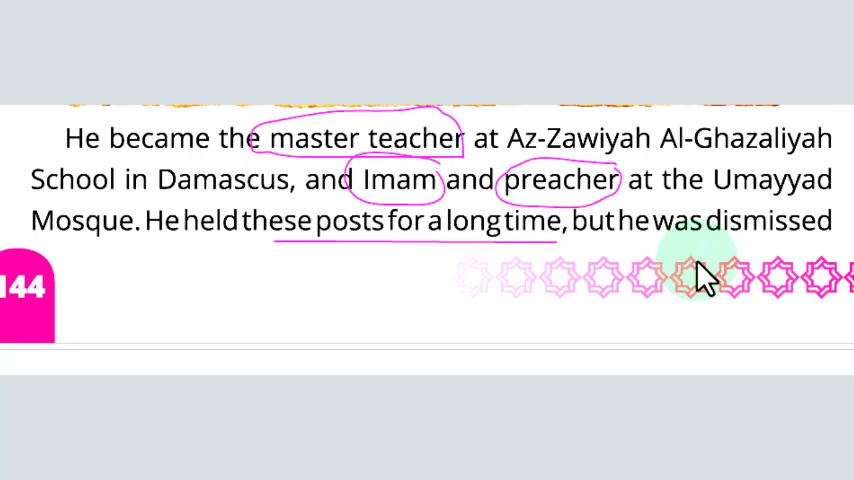 He became the master teacher at Az-Zawiyah Al-Ghazaliyah
School in Damascus, and Imam and preacher at the Umayyad
Mosque. He held these posts for a long time, but he was dismissed
144